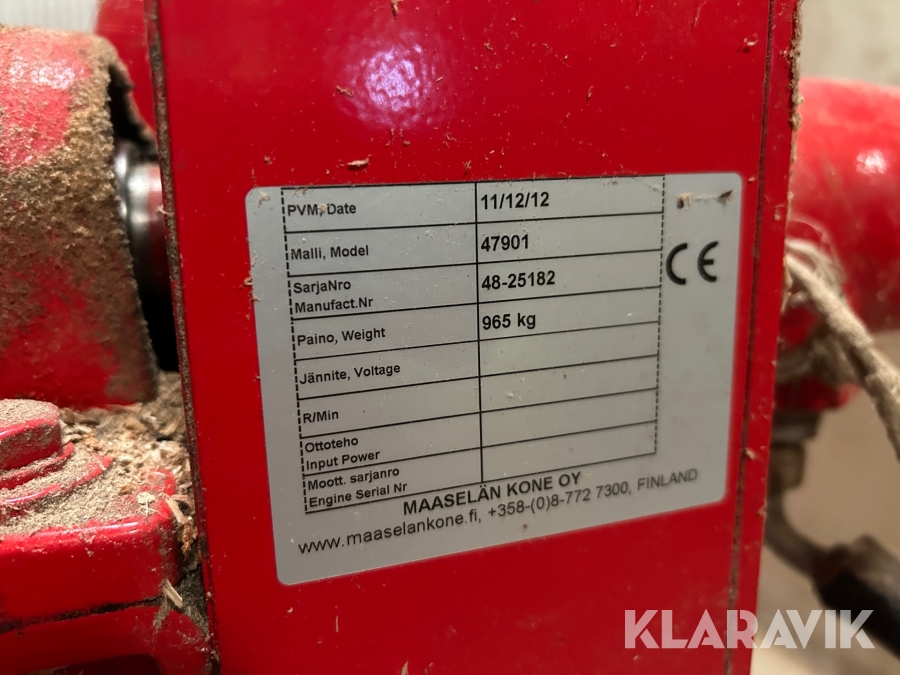 PVM, Date 11/12/12
Malli, Model 47901
SarjaNro
Manufact.Nr 48-25182
Paino, Weight 965 kg
Jännite, Voltage
R/Min
Ottoteho
Input Power
Moott. sarjanro
Engine Serial Nr
CE
MAASELÄN KONE OY
www.maaselankone.fi, +358-(0)8-772 7300, FINLAND
KLARAVIK